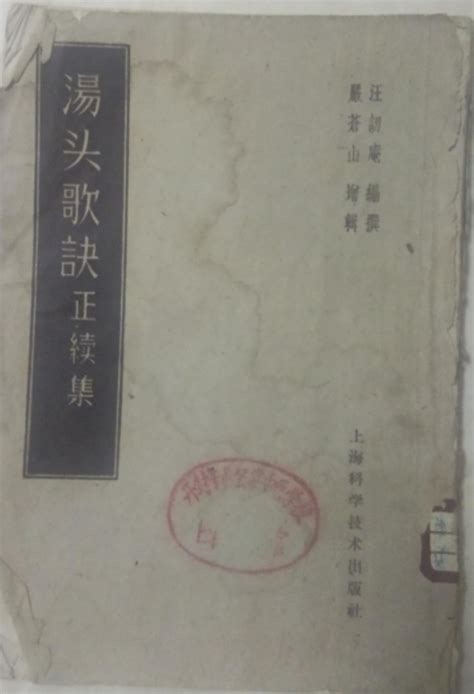 汪訒庵 編撰
嚴苍山 增輯
湯头歌訣正續集
上海科学技术出版社